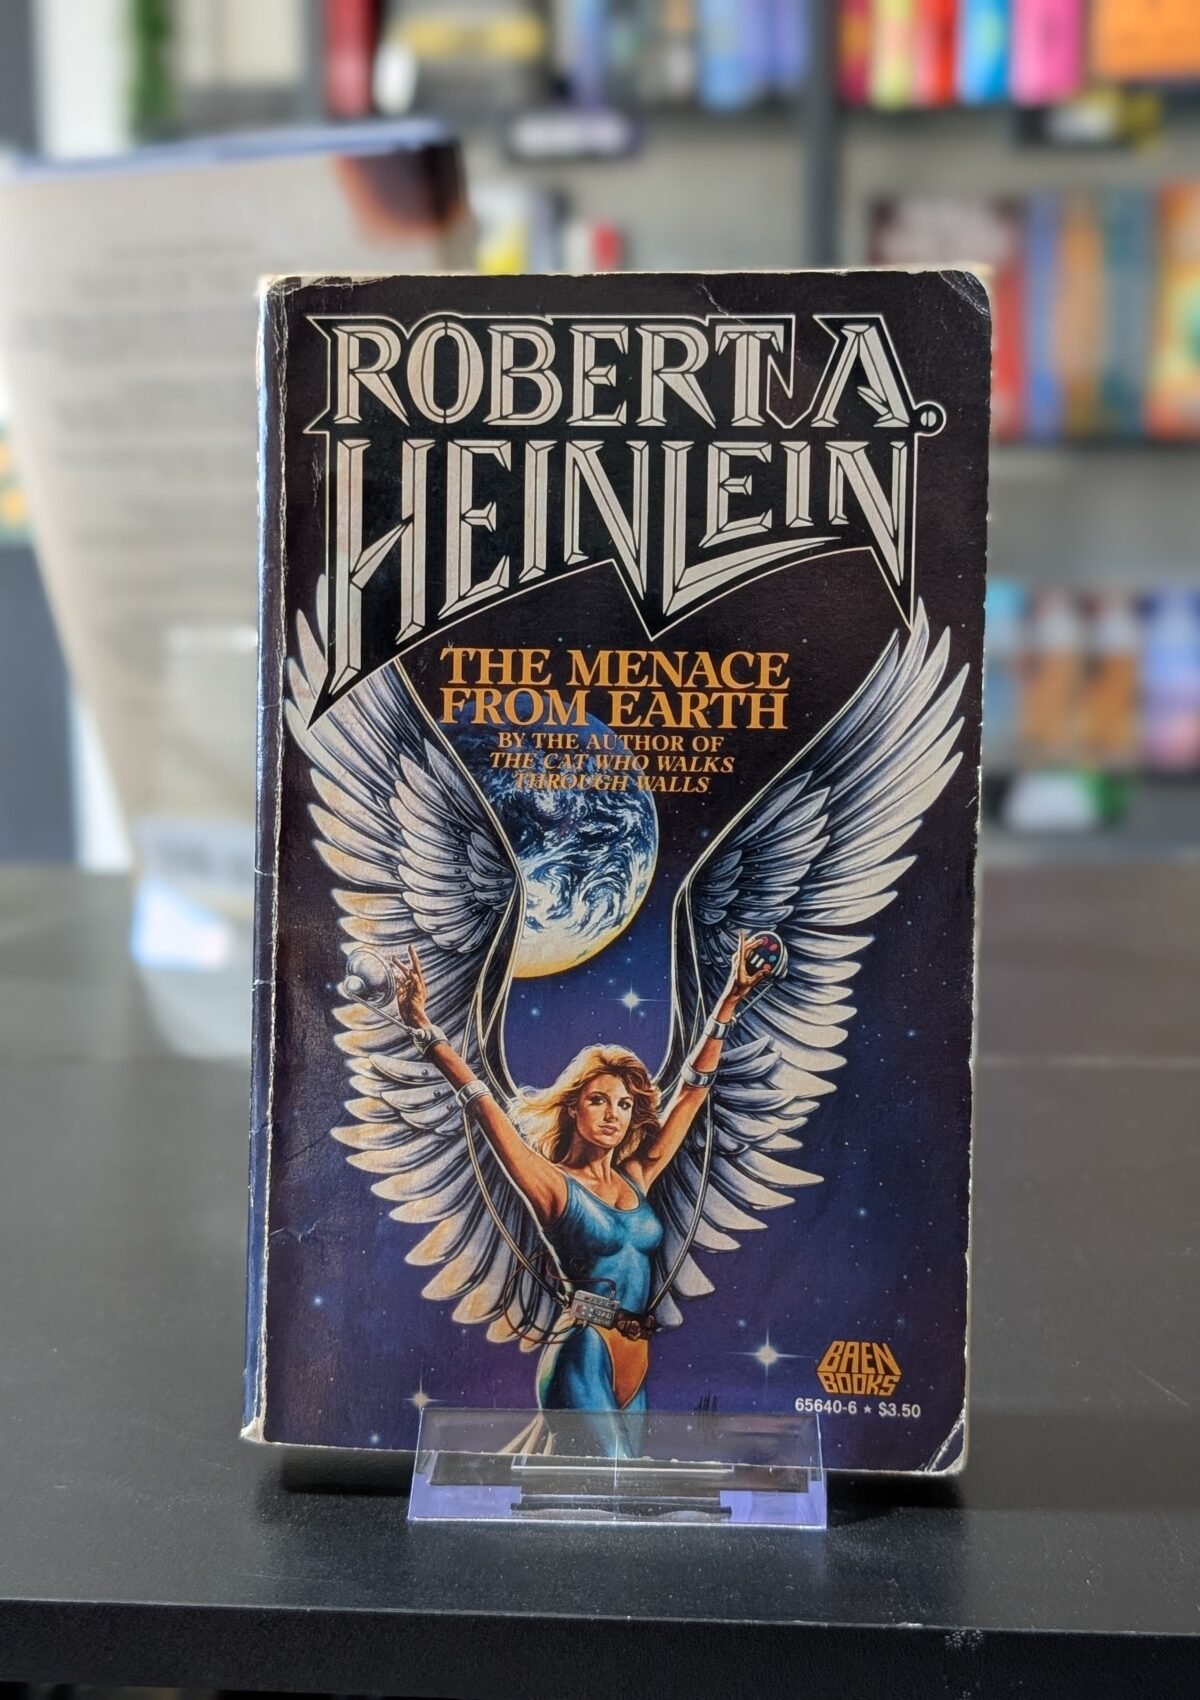 ROBERT A.
HEINLEIN
THE MENACE
FROM EARTH
BY THE AUTHOR OF
THE CAT WHO WALKS
THROUGH WALLS
BAEN
BOOKS
65640-6 ★ $3.50